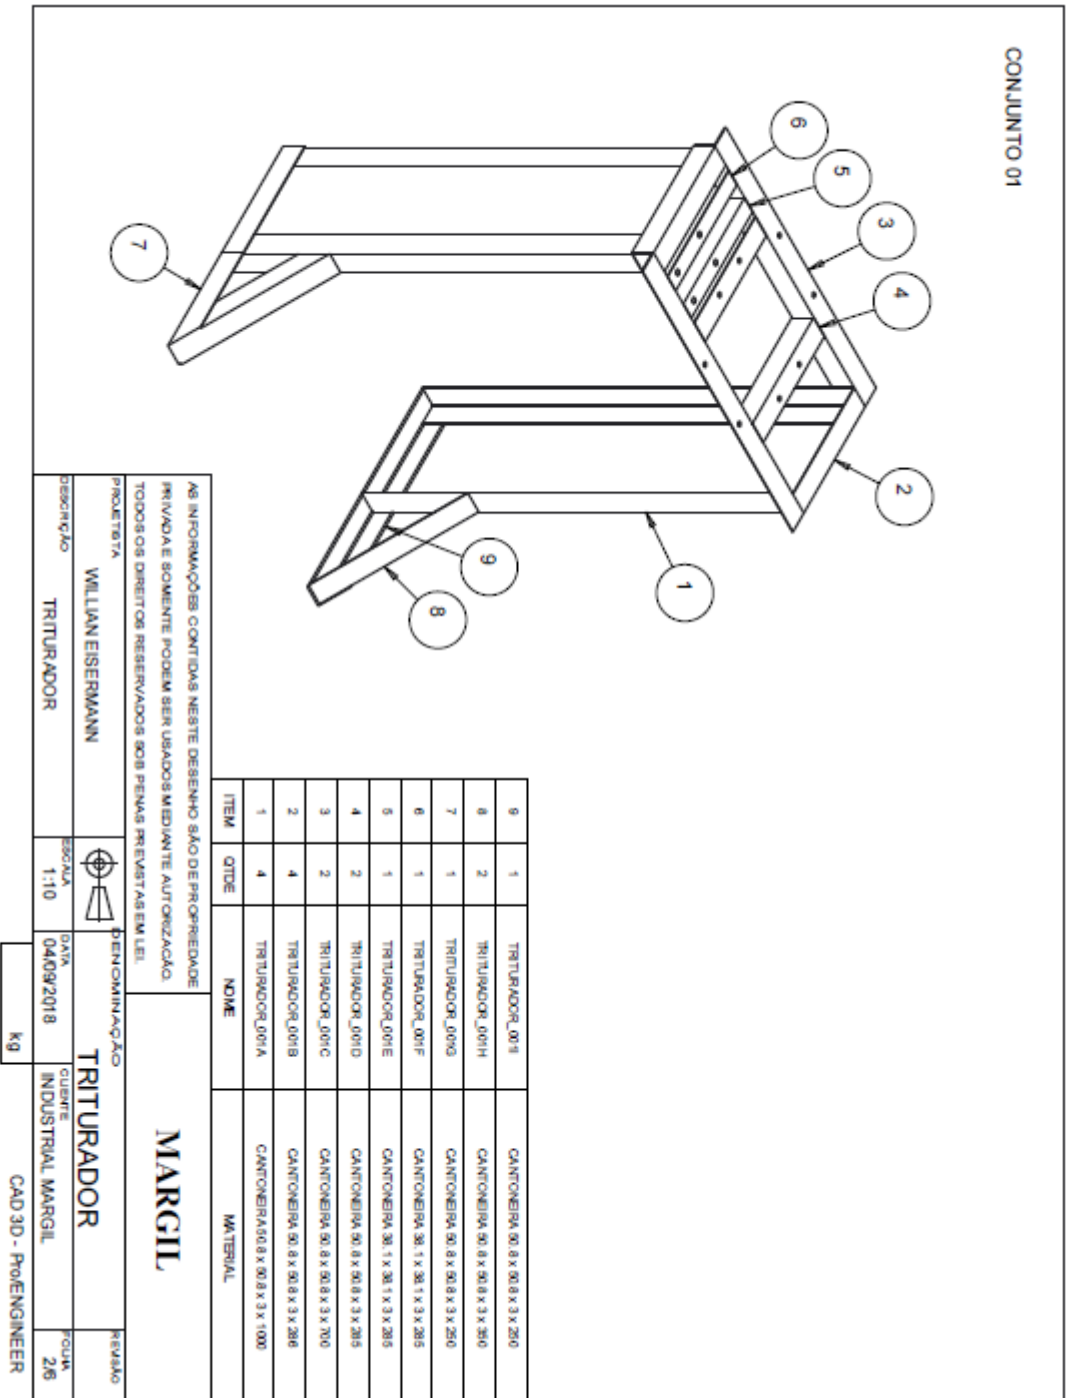 CONJUNTO 01
6
5
3
4
2
7
1
9
8
9 1 TRITURADOR_001I CANTONEIRA 50.8 x 50.8 x 3 x 250
8 2 TRITURADOR_001H CANTONEIRA 50.8 x 50.8 x 3 x 350
7 1 TRITURADOR_001G CANTONEIRA 50.8 x 50.8 x 3 x 250
6 1 TRITURADOR_001F CANTONEIRA 38.1 x 38.1 x 3 x 285
5 1 TRITURADOR_001E CANTONEIRA 38.1 x 38.1 x 3 x 285
4 2 TRITURADOR_001D CANTONEIRA 50.8 x 50.8 x 3 x 285
3 2 TRITURADOR_001C CANTONEIRA 50.8 x 50.8 x 3 x 700
2 4 TRITURADOR_001B CANTONEIRA 50.8 x 50.8 x 3 x 286
1 4 TRITURADOR_001A CANTONEIRA 50.8 x 50.8 x 3 x 1000
ITEM QTDE NOME MATERIAL
AS INFORMAÇÕES CONTIDAS NESTE DESENHO SÃO DE PROPRIEDADE
PRIVADA E SOMENTE PODEM SER USADOS MEDIANTE AUTORIZAÇÃO.
TODOS OS DIREITOS RESERVADOS SOB PENAS PREVISTAS EM LEI.
MARGIL
PROJETISTA
WILLIAN EISERMANN
DENOMINAÇÃO
TRITURADOR
REVISÃO
DESCRIÇÃO
TRITURADOR
ESCALA
1:10
DATA
04/09/2018
CLIENTE
INDUSTRIAL MARGIL
FOLHA
2/6
kg
CAD 3D - Pro/ENGINEER